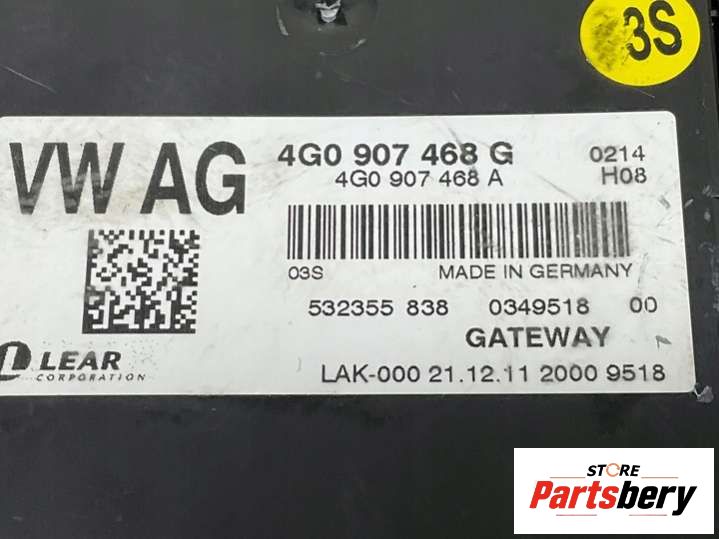 3S
VW AG
4G0 907 468 G 0214
4G0 907 468 A H08
03S MADE IN GERMANY
532355 838 0349518 00
GATEWAY
LEAR
CORPORATION
LAK-000 21.12.11 2000 9518
STORE
Partsbery